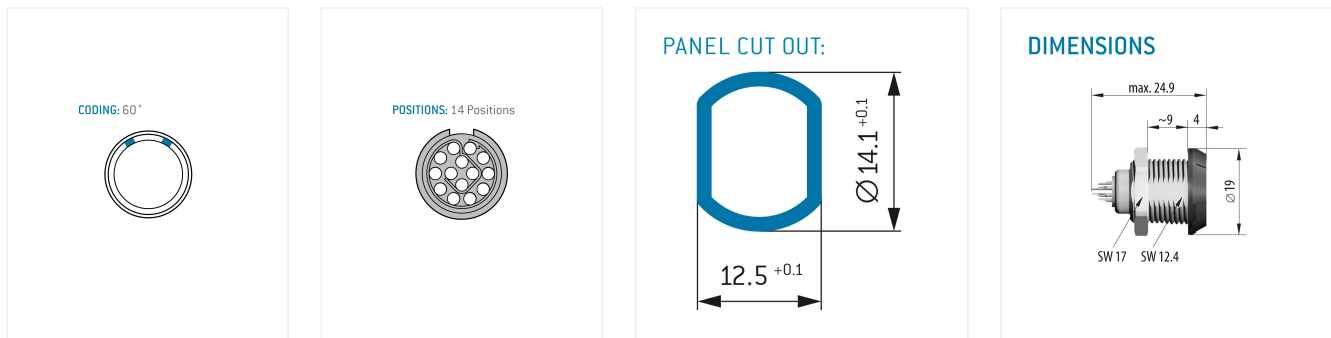 CODING: 60°
POSITIONS: 14 Positions
PANEL CUT OUT:
Ø 14.1 +0.1
12.5 +0.1
DIMENSIONS
max. 24.9
~9
4
Ø 19
SW 17
SW 12.4